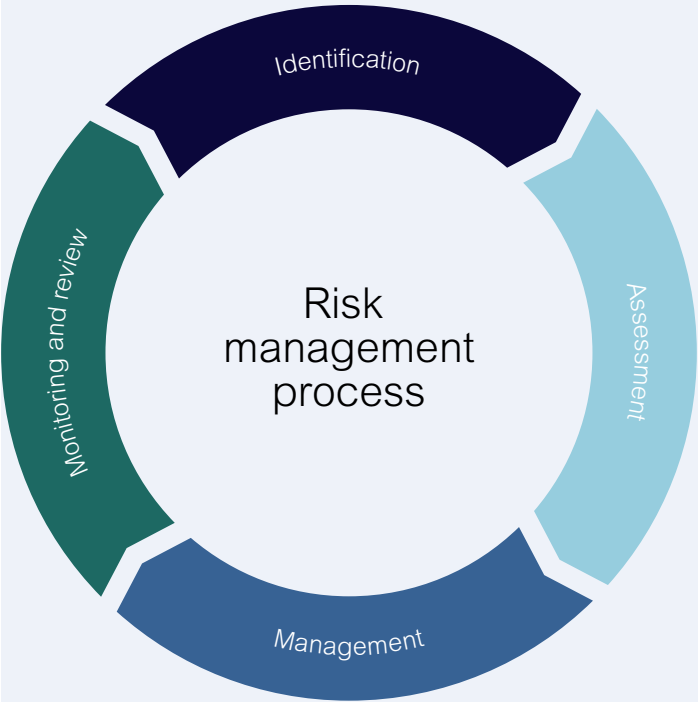 Identification
Assessment
Management
Monitoring and review
Risk
management
process